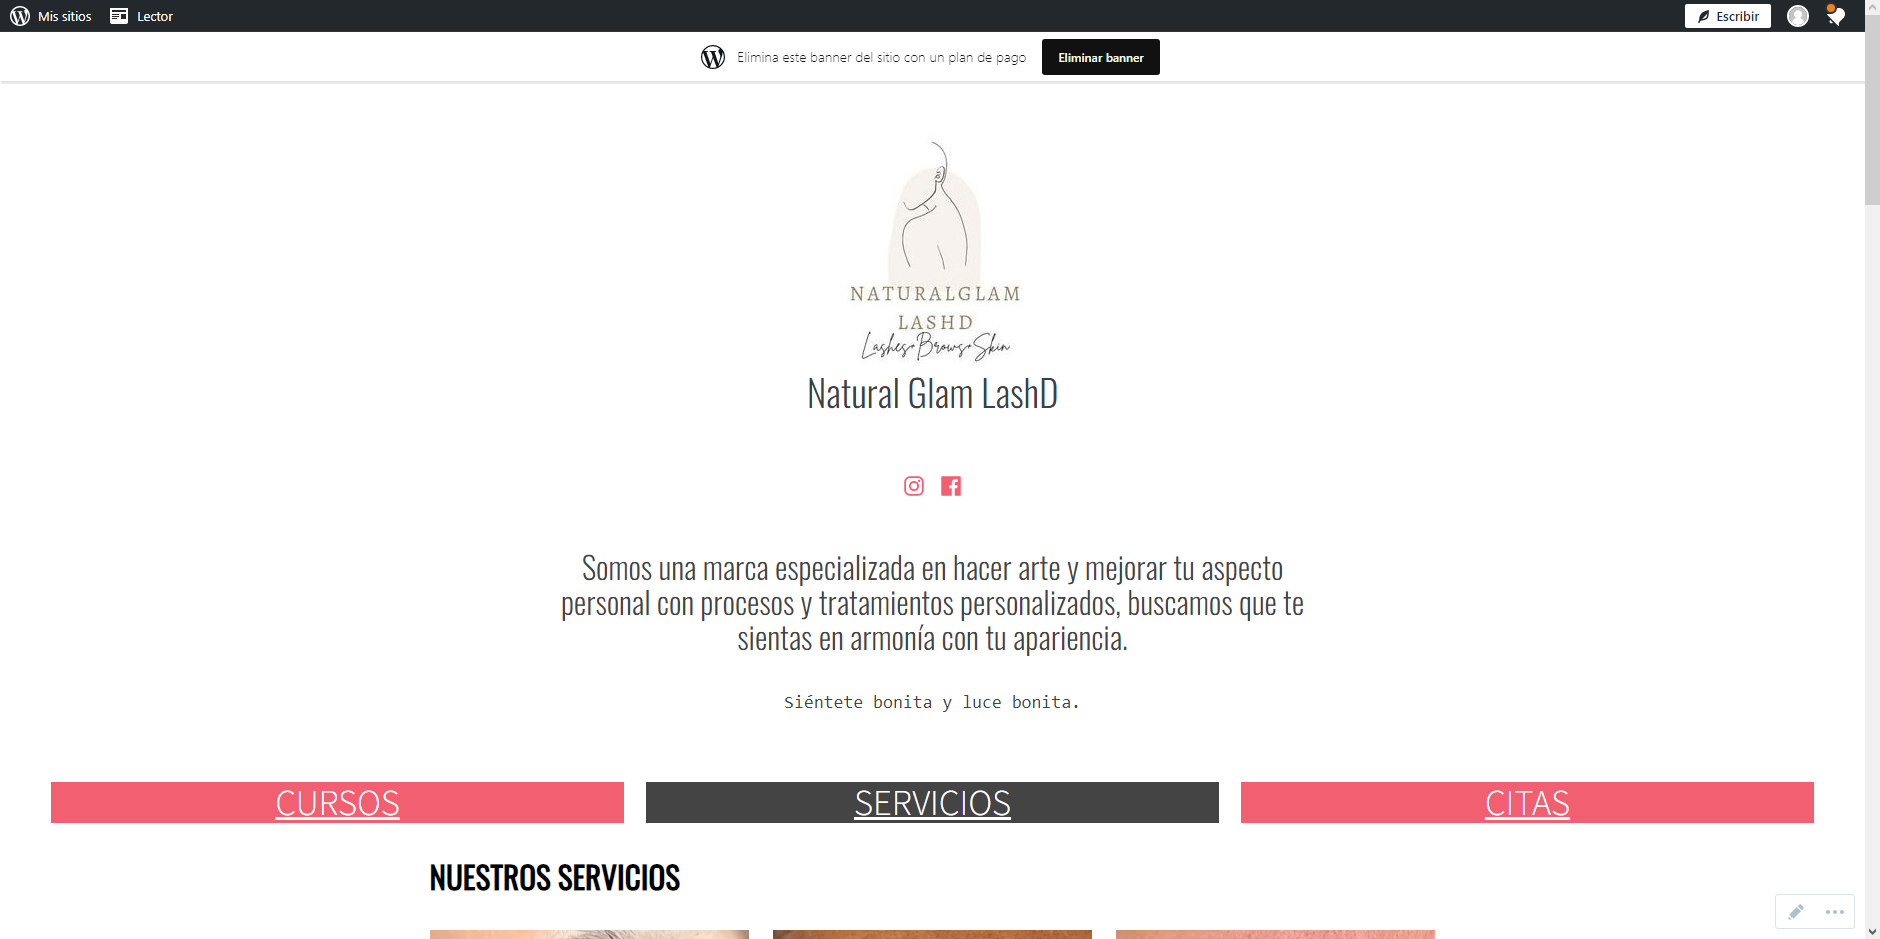 Mis sitios Lector Escribir
Elimina este banner del sitio con un plan de pago Eliminar banner
NATURALGLAM
LASHD
Lashes•Brows•Skin
Natural Glam LashD
Somos una marca especializada en hacer arte y mejorar tu aspecto
personal con procesos y tratamientos personalizados, buscamos que te
sientas en armonía con tu apariencia.
Siéntete bonita y luce bonita.
CURSOS SERVICIOS CITAS
NUESTROS SERVICIOS